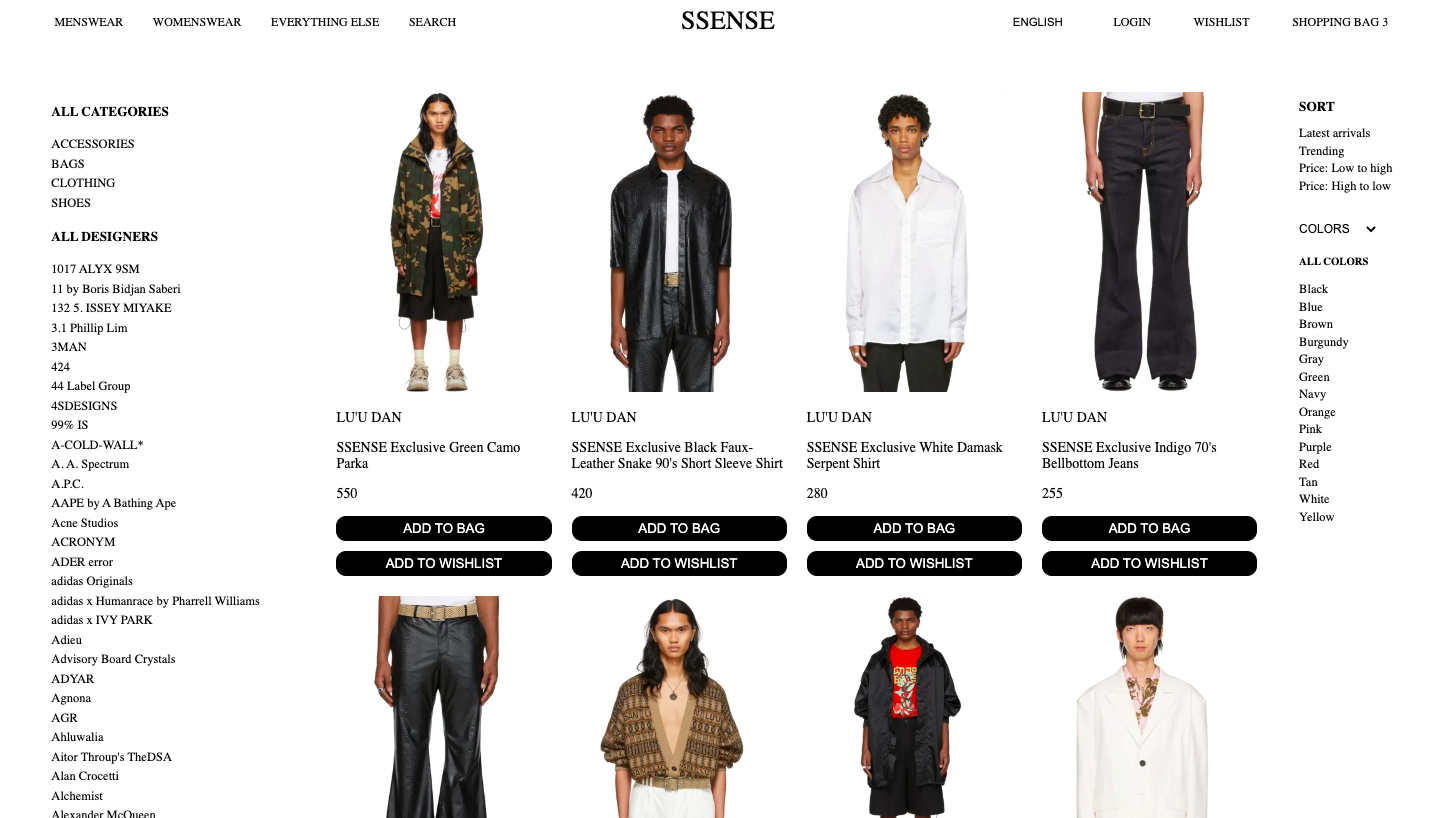 MENSWEAR WOMENSWEAR EVERYTHING ELSE SEARCH SSENSE ENGLISH LOGIN WISHLIST SHOPPING BAG 3
ALL CATEGORIES
ACCESSORIES
BAGS
CLOTHING
SHOES
ALL DESIGNERS
1017 ALYX 9SM
11 by Boris Bidjan Saberi
132 5. ISSEY MIYAKE
3.1 Phillip Lim
3MAN
424
44 Label Group
4SDESIGNS
99% IS
A-COLD-WALL*
A. A. Spectrum
A.P.C.
AAPE by A Bathing Ape
Acne Studios
ACRONYM
ADER error
adidas Originals
adidas x Humanrace by Pharrell Williams
adidas x IVY PARK
Adieu
Advisory Board Crystals
ADYAR
Agnona
AGR
Ahluwalia
Aitor Throup's TheDSA
Alan Crocetti
Alchemist
Alexander McQueen
LU'U DAN
SSENSE Exclusive Green Camo
Parka
550
ADD TO BAG
ADD TO WISHLIST
LU'U DAN
SSENSE Exclusive Black Faux-
Leather Snake 90's Short Sleeve Shirt
420
ADD TO BAG
ADD TO WISHLIST
LU'U DAN
SSENSE Exclusive White Damask
Serpent Shirt
280
ADD TO BAG
ADD TO WISHLIST
LU'U DAN
SSENSE Exclusive Indigo 70's
Bellbottom Jeans
255
ADD TO BAG
ADD TO WISHLIST
SORT
Latest arrivals
Trending
Price: Low to high
Price: High to low
COLORS
ALL COLORS
Black
Blue
Brown
Burgundy
Gray
Green
Navy
Orange
Pink
Purple
Red
Tan
White
Yellow